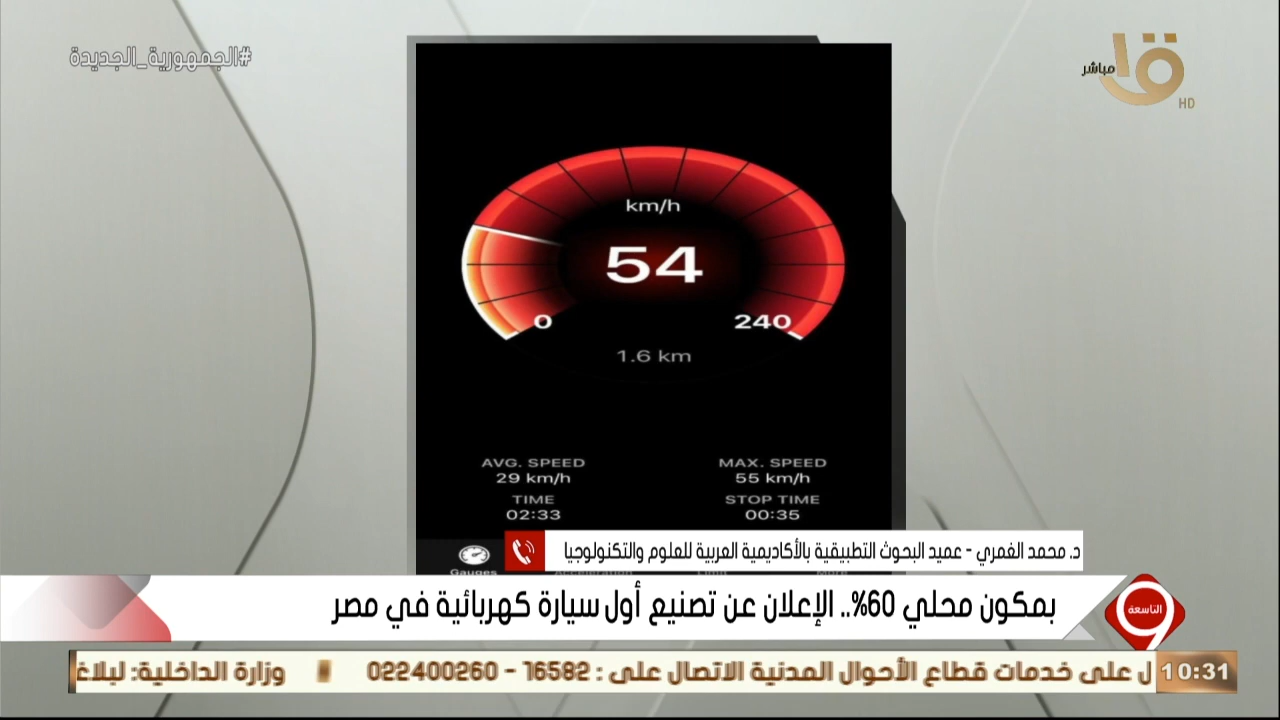 #الجمهورية_الجديدة
مباشر
HD
km/h
54
0
240
1.6 km
AVG. SPEED
29 km/h
MAX. SPEED
55 km/h
TIME
02:33
STOP TIME
00:35
Gauges
د. محمد الغمري - عميد البحوث التطبيقية بالأكاديمية العربية للعلوم والتكنولوجيا
بمكون محلي 60%.. الإعلان عن تصنيع أول سيارة كهربائية في مصر
التاسعة
9
ل على خدمات قطاع الأحوال المدنية الاتصال على : 16582 - 022400260 وزارة الداخلية: لبلاغ
10:31